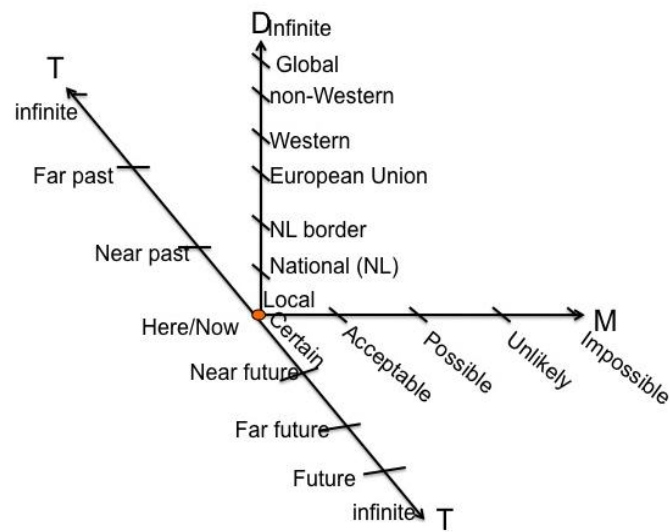 D Infinite
Global
T
non-Western
infinite
Western
Far past
European Union
NL border
Near past
National (NL)
Local
Here/Now
Certain
Acceptable
Possible
Unlikely
Impossible
M
Near future
Far future
Future
infinite
T